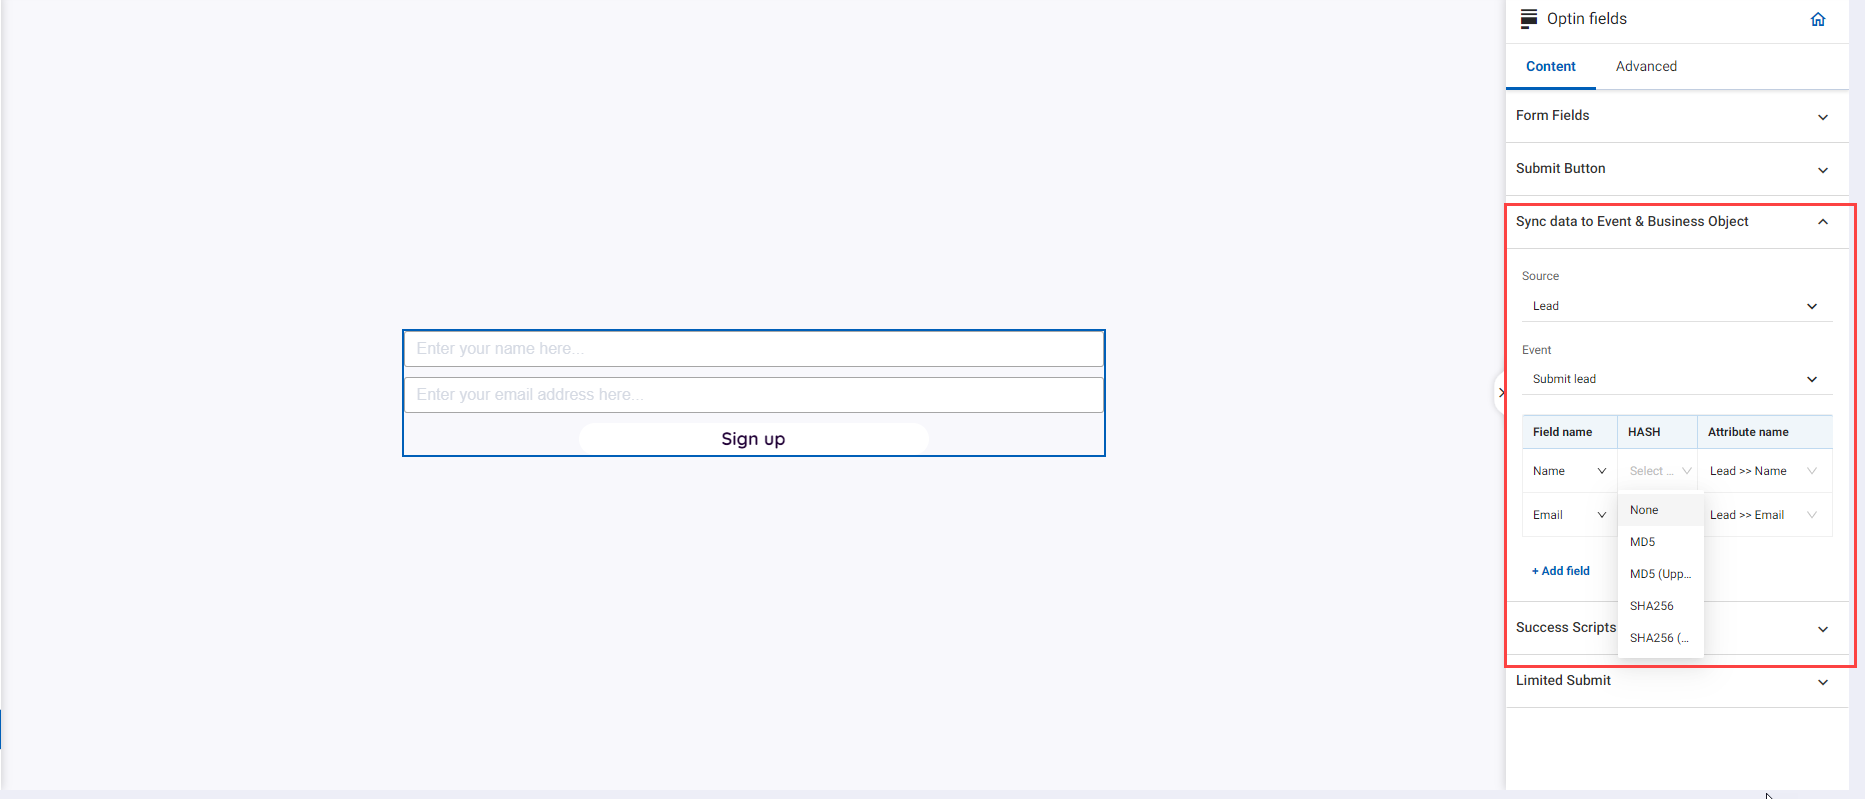 Optin fields
Content Advanced
Form Fields
Submit Button
Sync data to Event & Business Object
Source
Lead
Event
Submit lead
Field name HASH Attribute name
Name Select ... Lead >> Name
Email Lead >> Email
None
MD5
MD5 (Upp...
SHA256
SHA256 (...
+ Add field
Success Scripts
Limited Submit
Enter your name here...
Enter your email address here...
Sign up